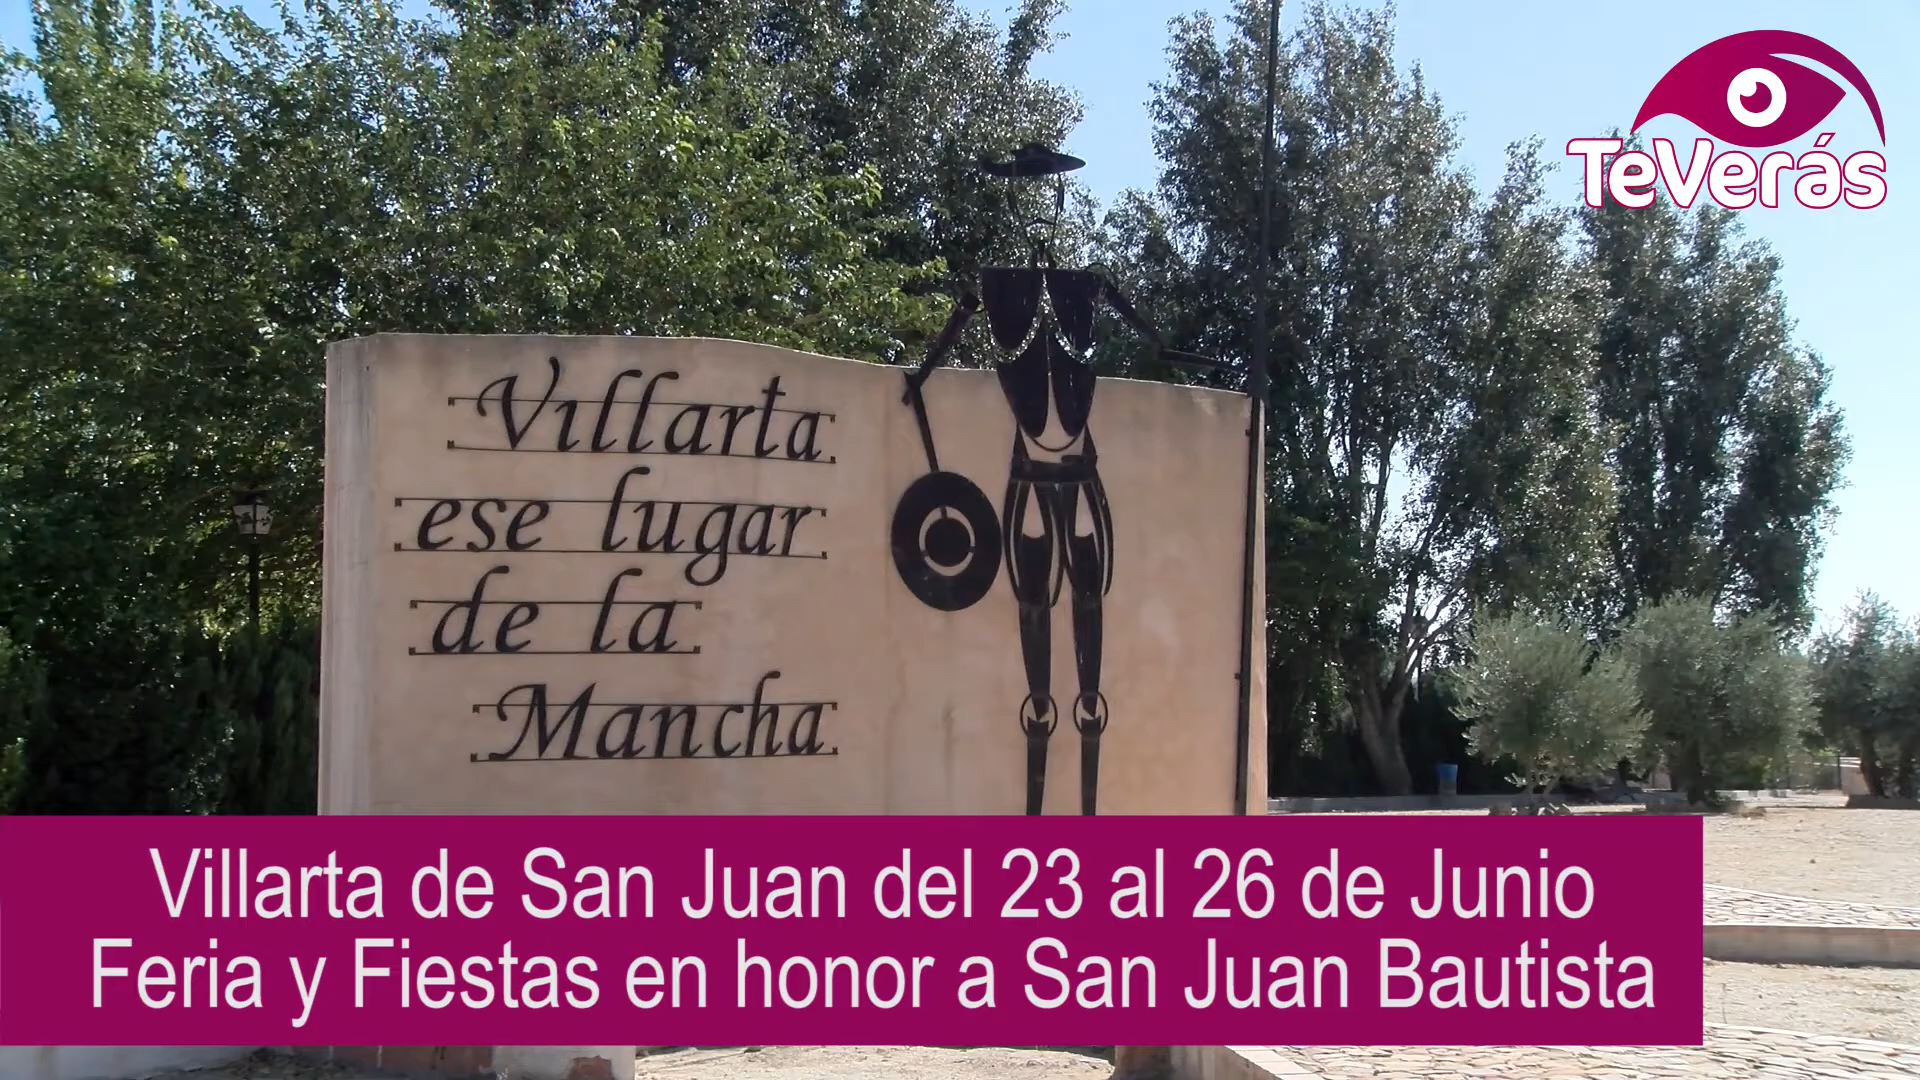 TeVerás
Villarta
ese lugar
de la
Mancha
Villarta de San Juan del 23 al 26 de Junio
Feria y Fiestas en honor a San Juan Bautista